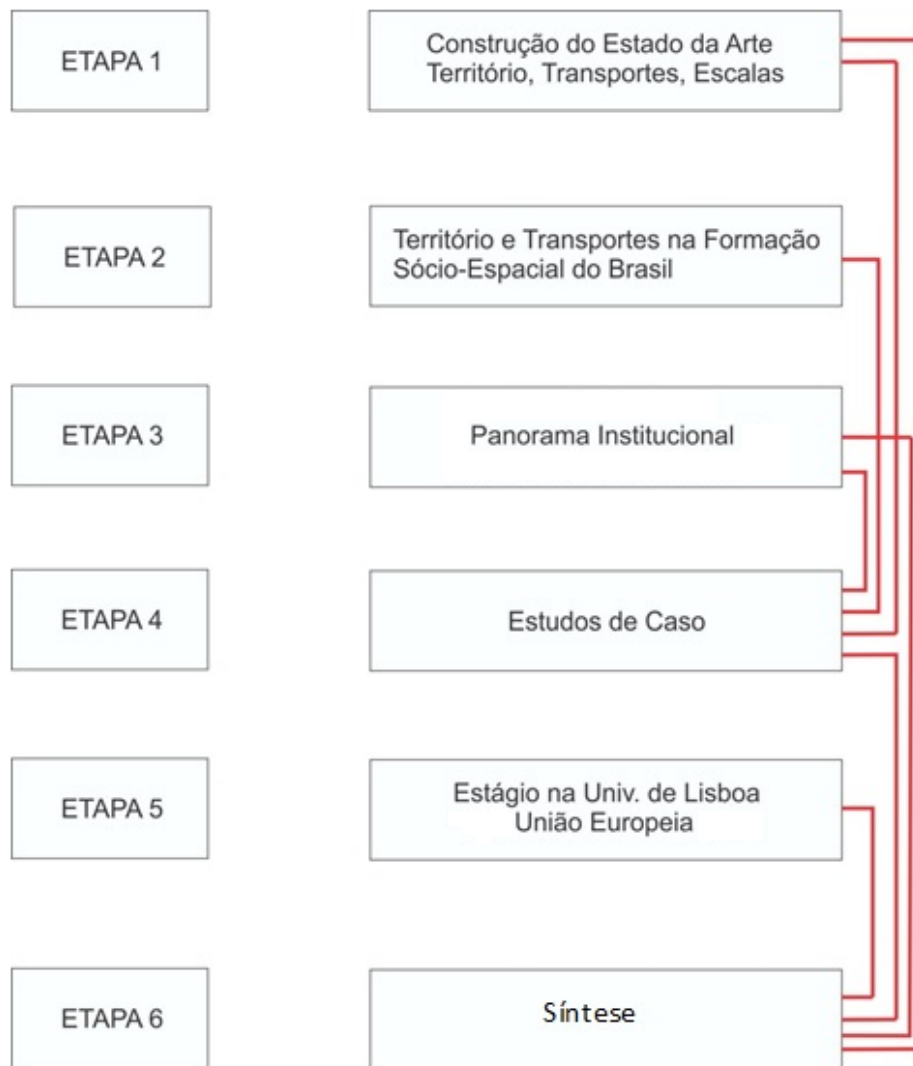 ETAPA 1
Construção do Estado da Arte
Território, Transportes, Escalas
ETAPA 2
Território e Transportes na Formação
Sócio-Espacial do Brasil
ETAPA 3
Panorama Institucional
ETAPA 4
Estudos de Caso
ETAPA 5
Estágio na Univ. de Lisboa
União Europeia
ETAPA 6
Síntese